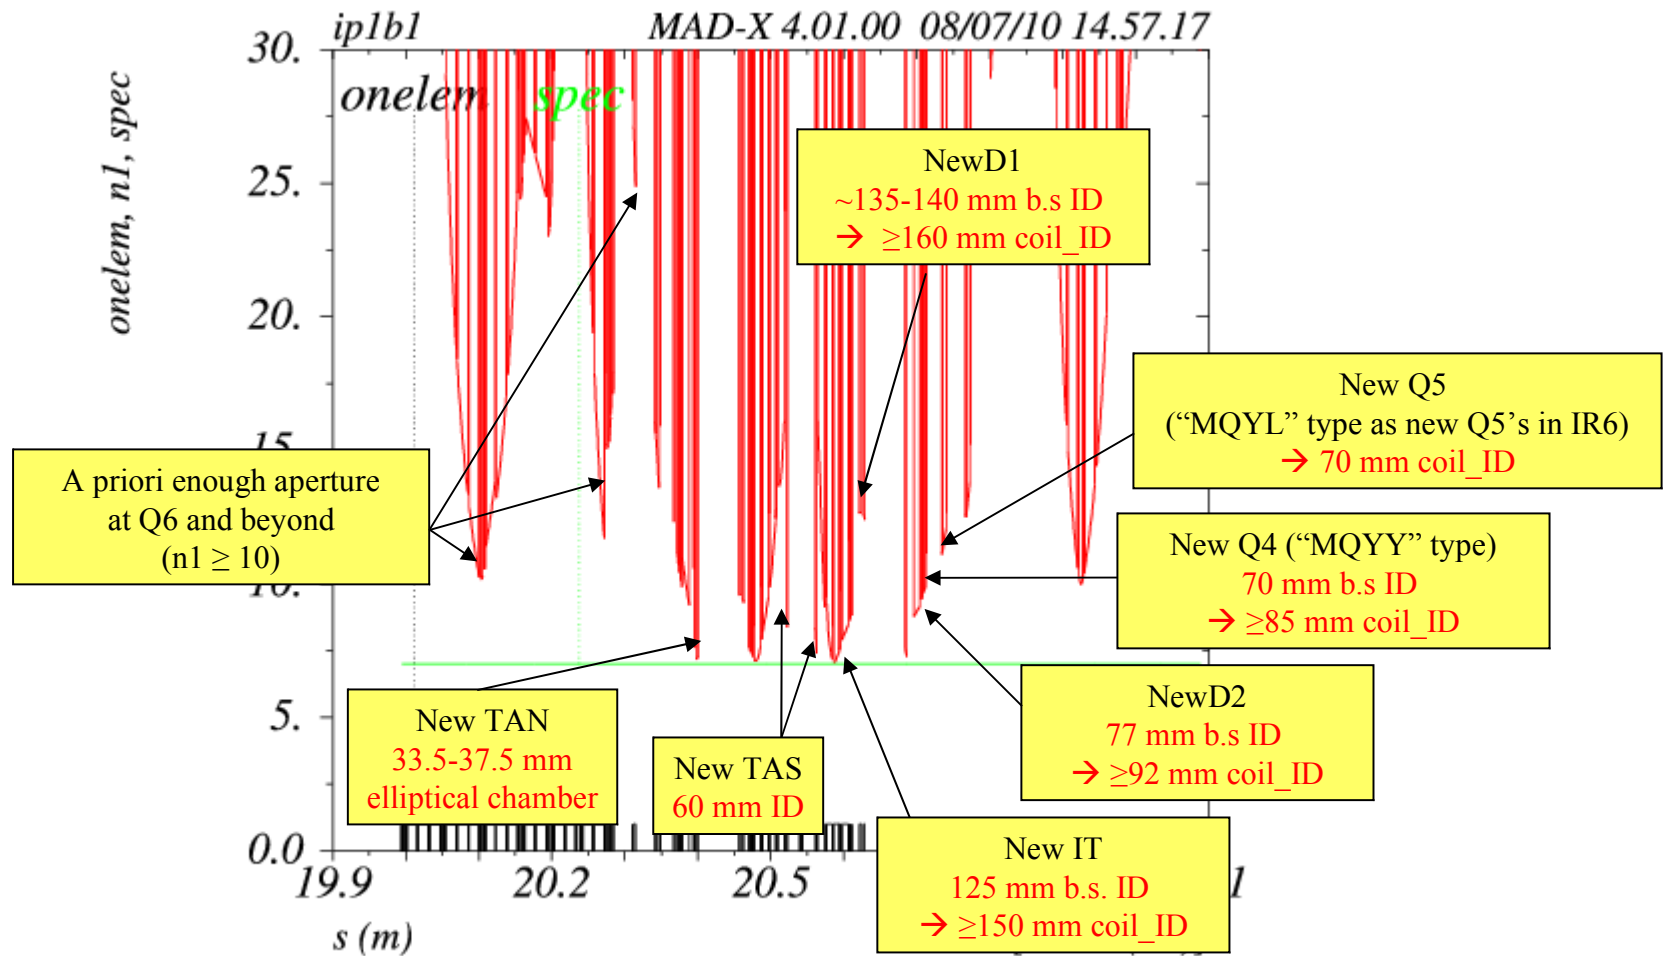 ip1b1 MAD-X 4.01.00 08/07/10 14.57.17
onelem, n1, spec
30.
25.
20.
15.
10.
5.
0.0
onelem spec
NewD1
~135-140 mm b.s ID
→ ≥160 mm coil_ID
New Q5
(“MQYL” type as new Q5’s in IR6)
→ 70 mm coil_ID
A priori enough aperture
at Q6 and beyond
(n1 ≥ 10)
New Q4 (“MQYY” type)
70 mm b.s ID
→ ≥85 mm coil_ID
NewD2
77 mm b.s ID
→ ≥92 mm coil_ID
New TAN
33.5-37.5 mm
elliptical chamber
New TAS
60 mm ID
New IT
125 mm b.s. ID
→ ≥150 mm coil_ID
19.9 20.2 20.5
s (m)